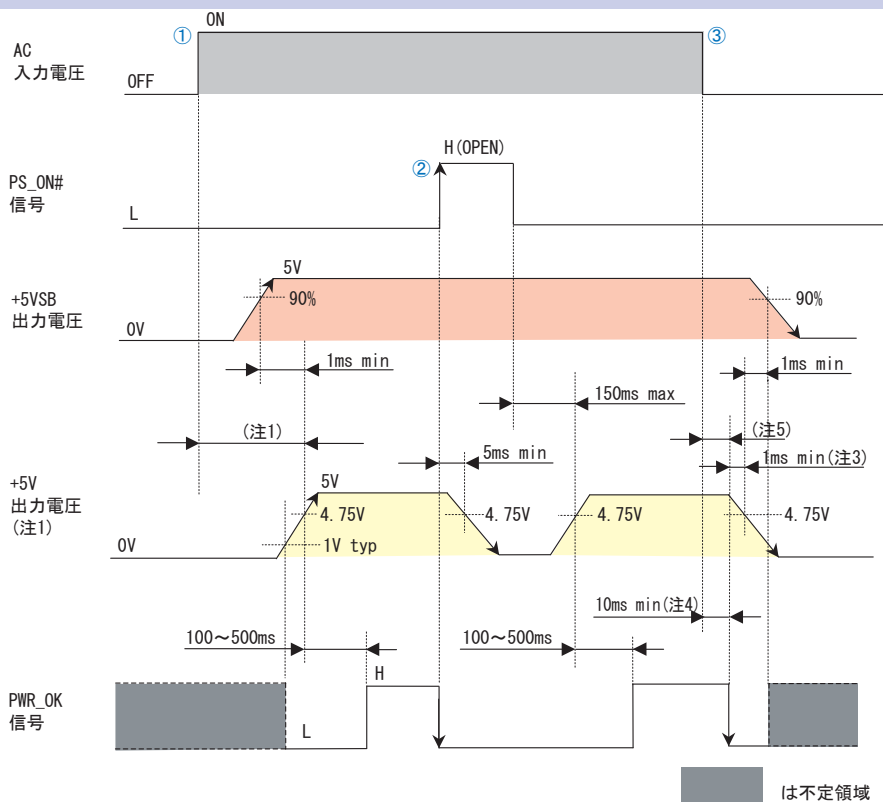 ON
①
③
AC
入力電圧
OFF
H(OPEN)
②
PS_ON#
信号
L
5V
+5VSB
出力電圧
90%
90%
0V
1ms min
1ms min
150ms max
(注1)
(注5)
5ms min
1ms min(注3)
+5V
出力電圧
(注1)
5V
4.75V
4.75V
4.75V
4.75V
0V
1V typ
10ms min(注4)
100～500ms
100～500ms
H
PWR_OK
信号
L
は不定領域